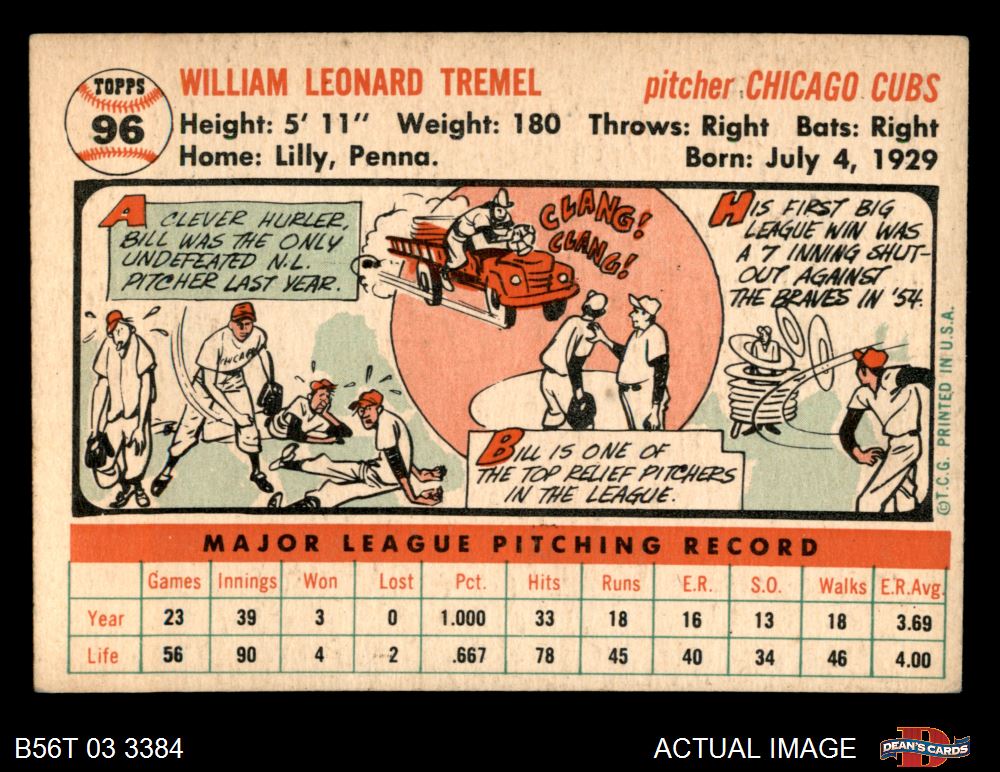 TOPPS
96
WILLIAM LEONARD TREMEL
pitcher CHICAGO CUBS
Height: 5' 11" Weight: 180 Throws: Right Bats: Right
Home: Lilly, Penna. Born: July 4, 1929
A CLEVER HURLER,
BILL WAS THE ONLY
UNDEFEATED N.L.
PITCHER LAST YEAR.
CHICAG
CLANG!
CLANG!
BILL IS ONE OF
THE TOP RELIEF PITCHERS
IN THE LEAGUE.
HIS FIRST BIG
LEAGUE WIN WAS
A 7 INNING SHUT-
OUT AGAINST
THE BRAVES IN '54.
©T.C.G. PRINTED IN U.S.A.
MAJOR LEAGUE PITCHING RECORD
Games Innings Won Lost Pct. Hits Runs E.R. S.O. Walks E.R.Avg.
Year 23 39 3 0 1.000 33 18 16 13 18 3.69
Life 56 90 4 2 .667 78 45 40 34 46 4.00
B56T 03 3384
ACTUAL IMAGE
D
DEAN'S CARDS